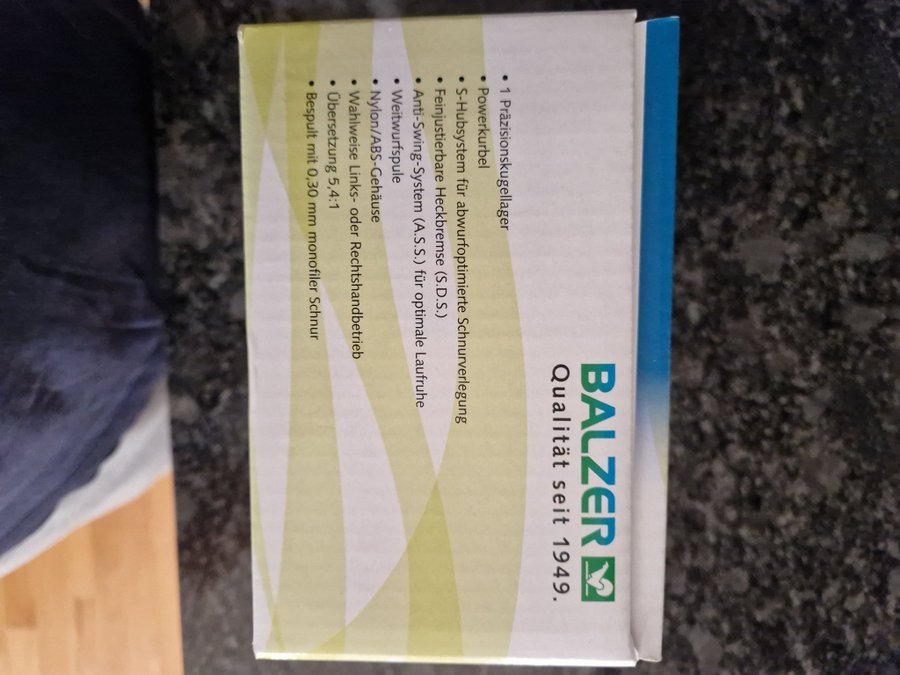 BALZER
Qualität seit 1949.
• 1 Präzisionskugellager
• Powerkurbel
• S-Hubsystem für abwurfoptimierte Schnurverlegung
• Feinjustierbare Heckbremse (S.D.S.)
• Anti-Swing-System (A.S.S.) für optimale Laufruhe
• Weitwurfspule
• Nylon/ABS-Gehäuse
• Wahlweise Links- oder Rechtshandbetrieb
• Übersetzung 5,4:1
• Bespult mit 0,30 mm monofiler Schnur